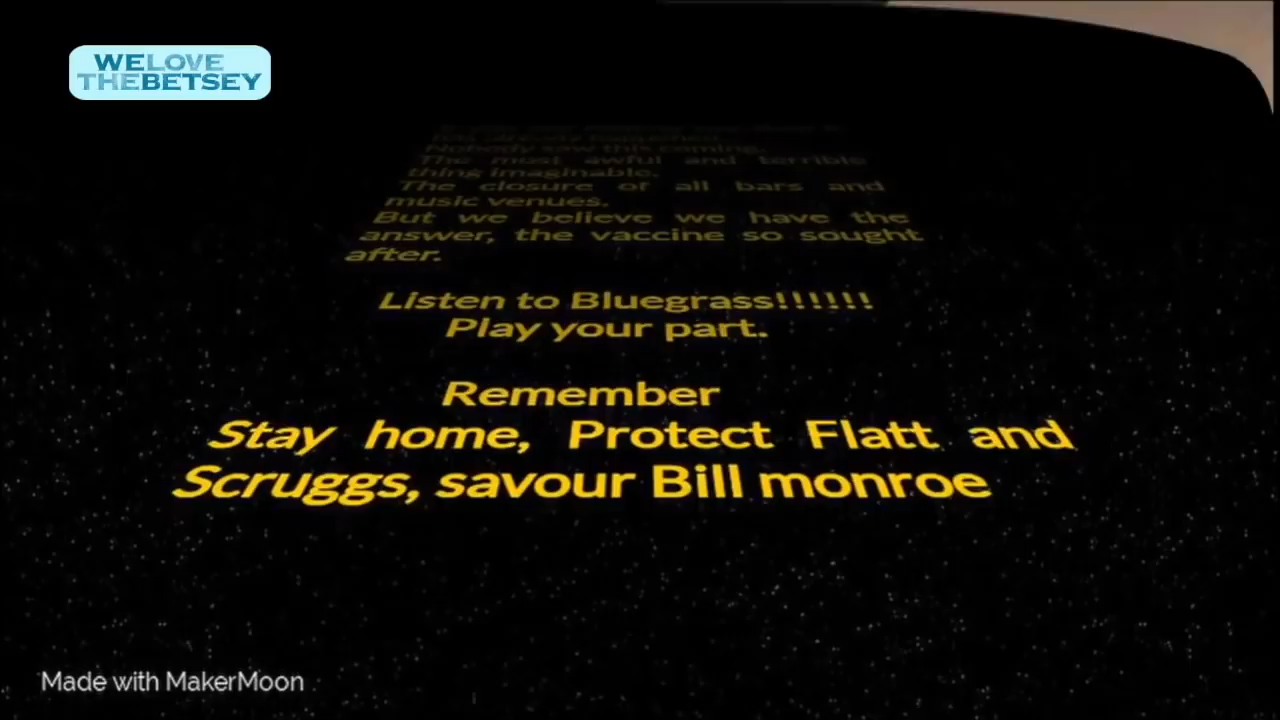 WELOVE
THEBETSEY
Nobody saw this coming.
The most awful and terrible
thing imaginable.
The closure of all bars and
music venues.
But we believe we have the
answer, the vaccine so sought
after.
Listen to Bluegrass!!!!!!
Play your part.
Remember
Stay home, Protect Flatt and
Scruggs, savour Bill monroe
Made with MakerMoon